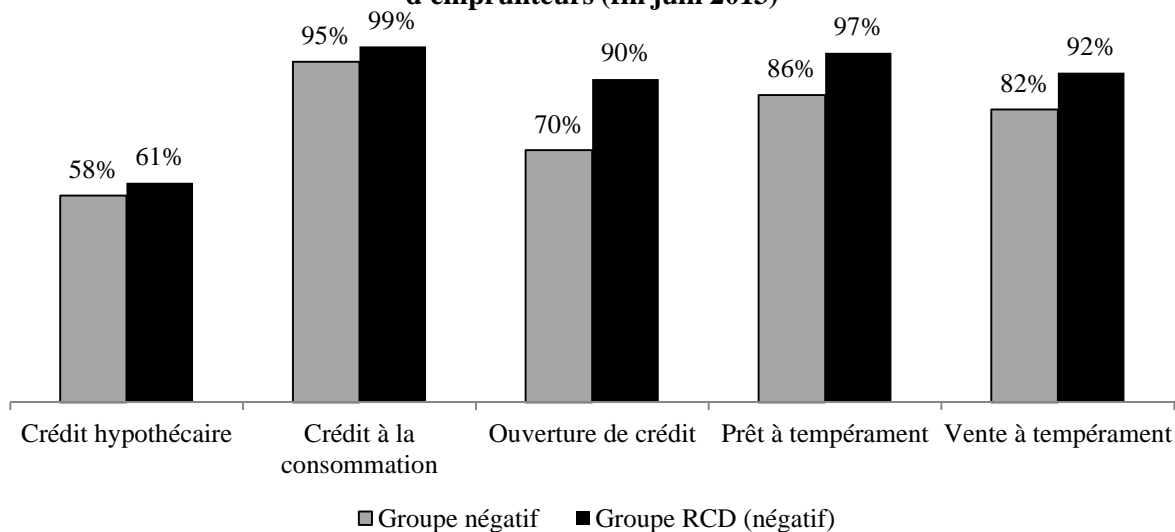 d'emprunteurs (fin juin 2015)
95%
99%
97%
90%
92%
86%
82%
70%
58%
61%
Crédit hypothécaire
Crédit à la
consommation
Ouverture de crédit
Prêt à tempérament
Vente à tempérament
Groupe négatif
Groupe RCD (négatif)